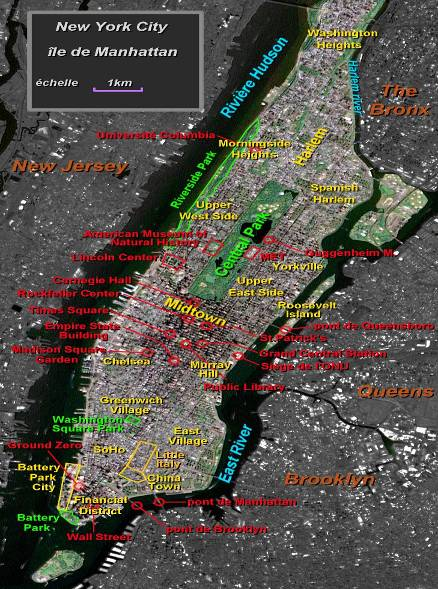 New York City
île de Manhattan
échelle
1km
Washington
Heights
Rivière Hudson
Harlem river
The
Bronx
Université Columbia
Morningside
Heights
Harlem
New Jersey
Riverside Park
Spanish
Harlem
Upper
West Side
American Museum of
Natural History
Central Park
Lincoln Center
Guggenheim M.
MET
Yorkville
Carnegie Hall
Upper
East Side
Rockfeller Center
Midtown
Roosevelt
Island
Times Square
pont de Queensboro
Empire State
Building
St Patrick's
Grand Central Station
Madison Square
Garden
Chelsea
Siège de l'ONU
Murray
Hill
Public Library
Queens
Greenwich
Village
Washington
Square Park
East
Village
East River
Ground Zero
SoHo
Little
Italy
Battery
Park
City
China
Town
Brooklyn
Financial
District
pont de Manhattan
Battery
Park
pont de Brooklyn
Wall Street